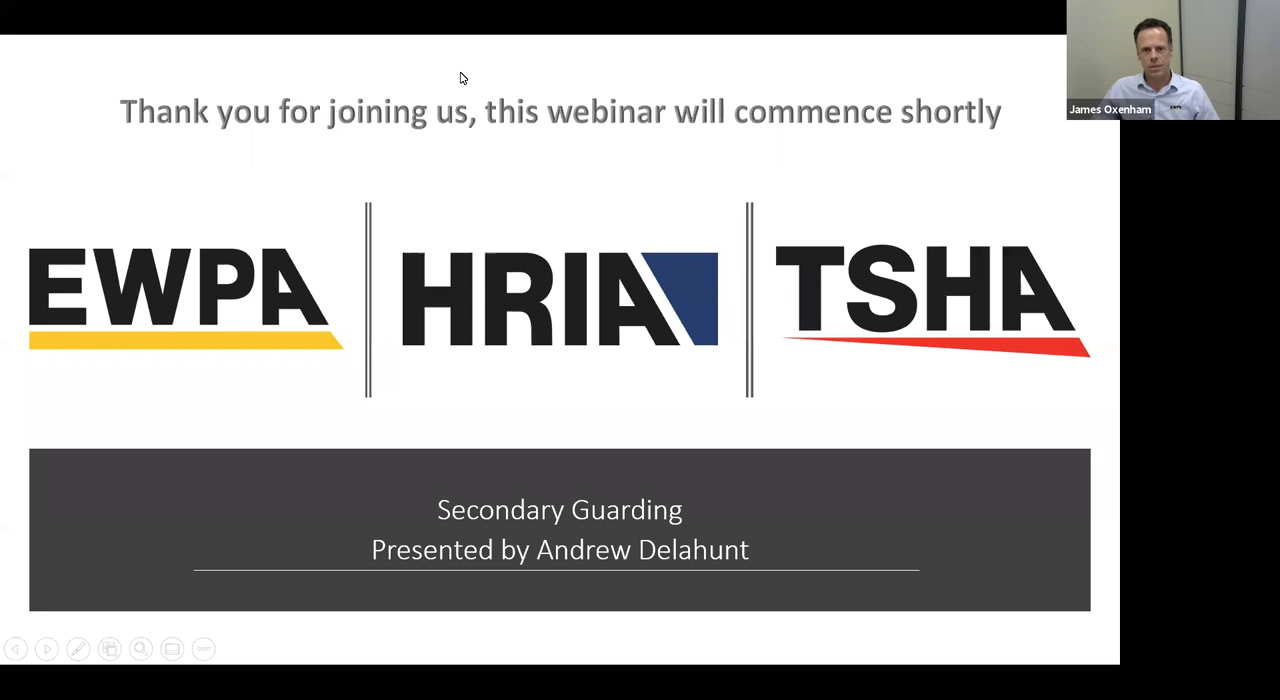 Thank you for joining us, this webinar will commence shortly
James Oxenham
EWPA
EWPA
HRIA
TSHA
Secondary Guarding
Presented by Andrew Delahunt